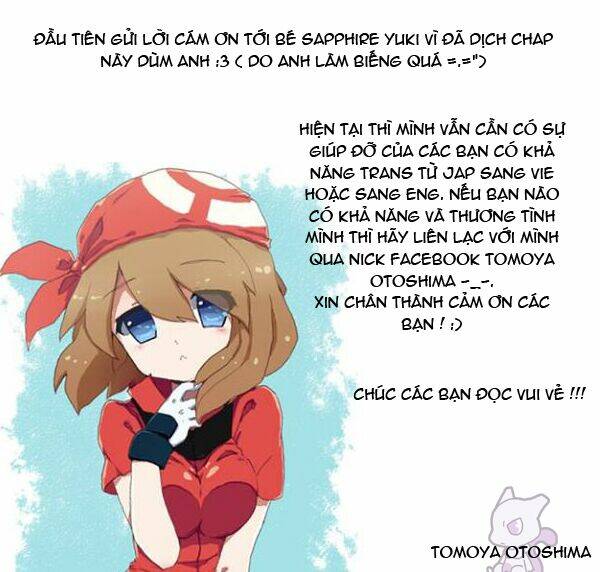 ĐẦU TIÊN GỬI LỜI CÁM ƠN TỚI BÉ SAPPHIRE YUKI VÌ ĐÃ DỊCH CHAP
NÀY DÙM ANH :3 ( DO ANH LÀM BIẾNG QUÁ =.=")
HIỆN TẠI THÌ MÌNH VẪN CẦN CÓ SỰ
GIÚP ĐỠ CỦA CÁC BẠN CÓ KHẢ
NĂNG TRANS TỪ JAP SANG VIE
HOẶC SANG ENG. NẾU BẠN NÀO
CÓ KHẢ NĂNG VÀ THƯƠNG TÌNH
MÌNH THÌ HÃY LIÊN LẠC VỚI MÌNH
QUA NICK FACEBOOK TOMOYA
OTOSHIMA -_-.
XIN CHÂN THÀNH CẢM ƠN CÁC
BẠN ! :)
CHÚC CÁC BẠN ĐỌC VUI VẺ !!!
TOMOYA OTOSHIMA